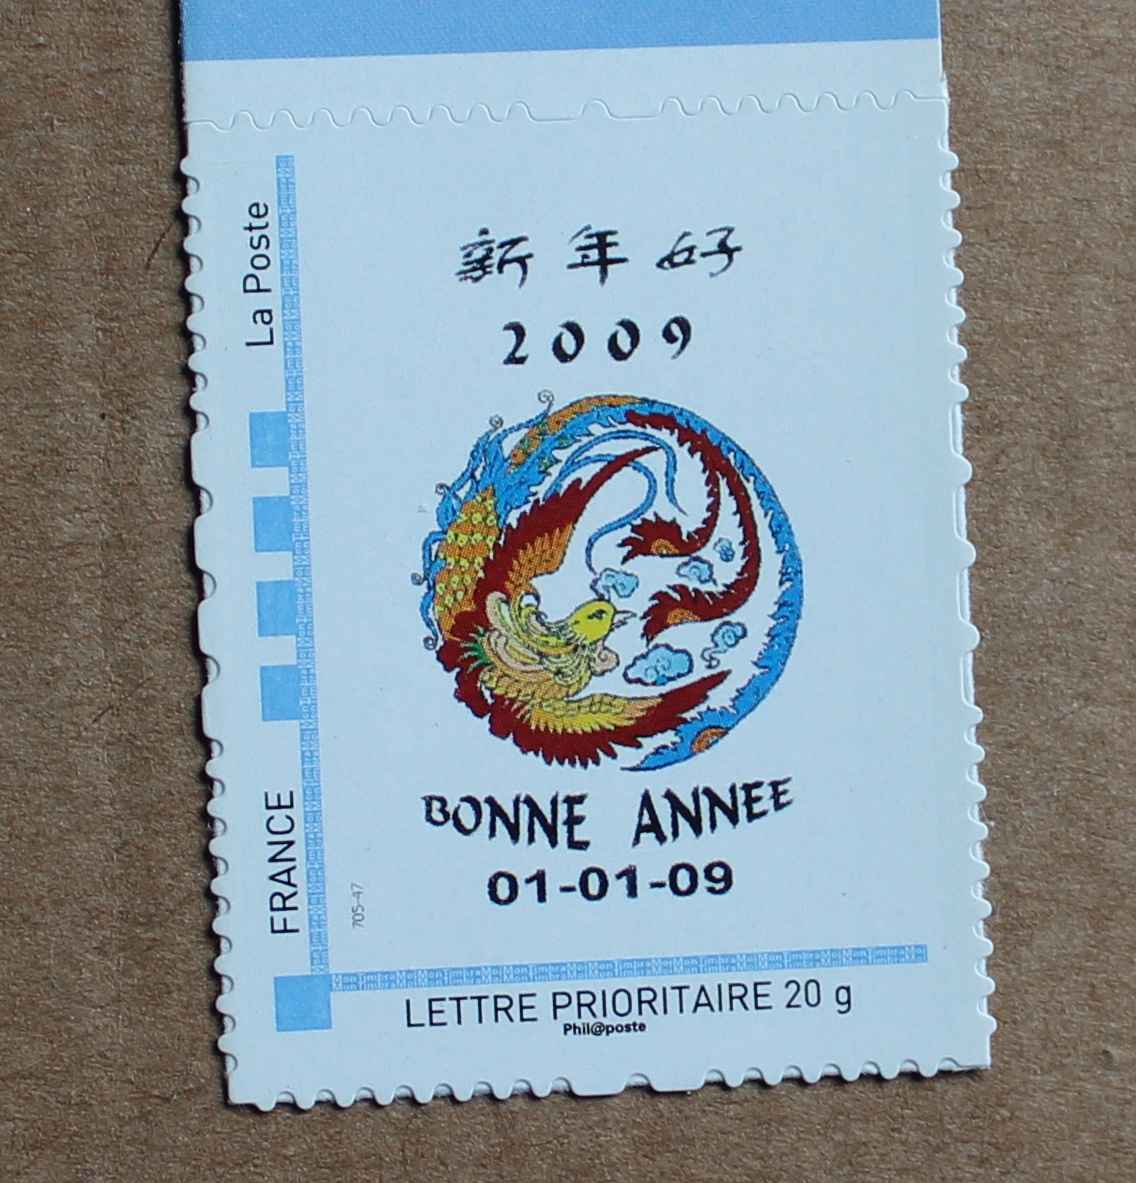 La Poste
新年好
2009
BONNE ANNEE
01-01-09
FRANCE
705-47
LETTRE PRIORITAIRE 20 g
Phil@poste